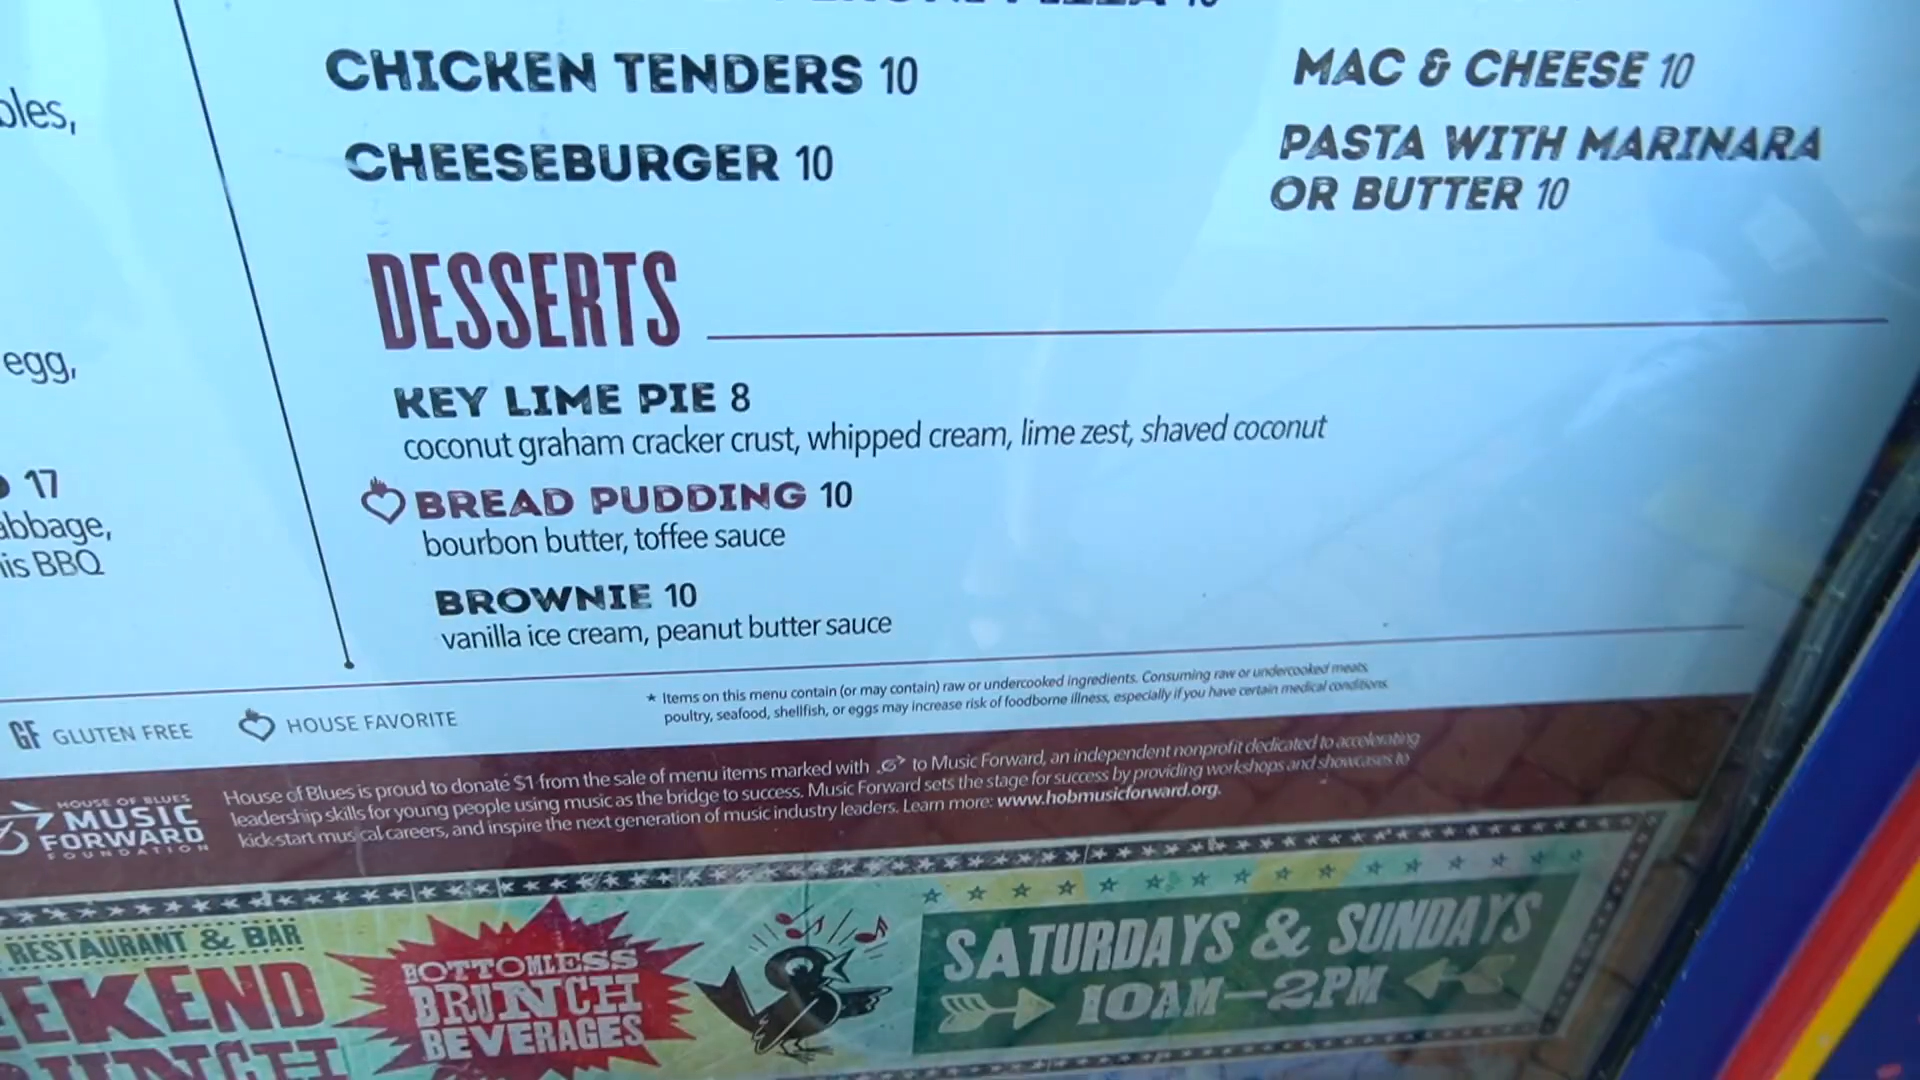 CHICKEN TENDERS 10
MAC & CHEESE 10
CHEESEBURGER 10
PASTA WITH MARINARA
OR BUTTER 10
DESSERTS
KEY LIME PIE 8
coconut graham cracker crust, whipped cream, lime zest, shaved coconut
BREAD PUDDING 10
bourbon butter, toffee sauce
BROWNIE 10
vanilla ice cream, peanut butter sauce
egg,
17
BBQ
* Items on this menu contain (or may contain) raw or undercooked ingredients. Consuming raw or undercooked meats,
poultry, seafood, shellfish, or eggs may increase risk of foodborne illness, especially if you have certain medical conditions.
GF GLUTEN FREE
HOUSE FAVORITE
HOUSE OF BLUES
MUSIC
FORWARD
FOUNDATION
House of Blues is proud to donate $1 from the sale of menu items marked with to Music Forward, an independent nonprofit dedicated to accelerating
leadership skills for young people using music as the bridge to success. Music Forward sets the stage for success by providing workshops and showcases to
kick-start musical careers, and inspire the next generation of music industry leaders. Learn more: www.hobmusicforward.org.
RESTAURANT & BAR
BOTTOMLESS
BRUNCH
BEVERAGES
SATURDAYS & SUNDAYS
10AM-2PM